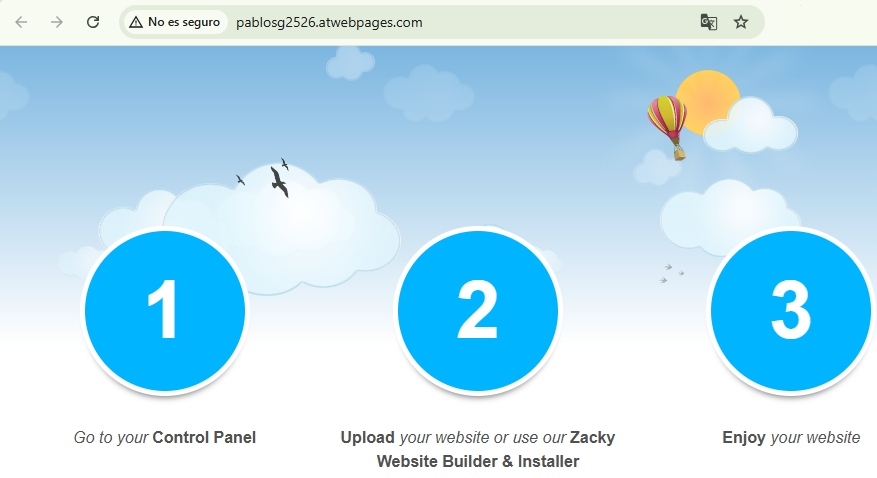 No es seguro pablosg2526.atwebpages.com
1
2
3
Go to your Control Panel
Upload your website or use our Zacky
Website Builder & Installer
Enjoy your website